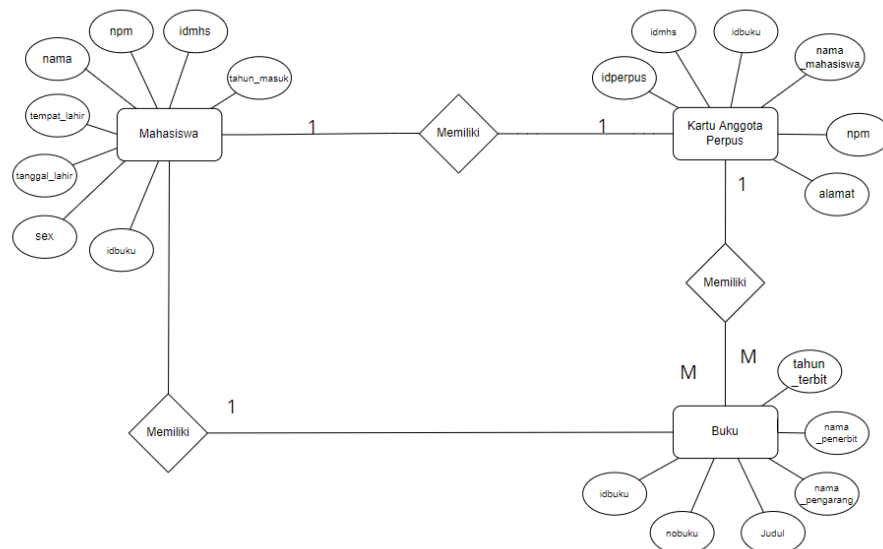 npm
idmhs
nama
tahun_masuk
tempat_lahir
Mahasiswa
tanggal_lahir
sex
idbuku
1
Memiliki
1
idmhs
idbuku
nama
_mahasiswa
idperpus
Kartu Anggota
Perpus
npm
alamat
1
Memiliki
M
M
tahun
_terbit
1
Memiliki
Buku
nama
_penerbit
idbuku
nama
_pengarang
nobuku
Judul